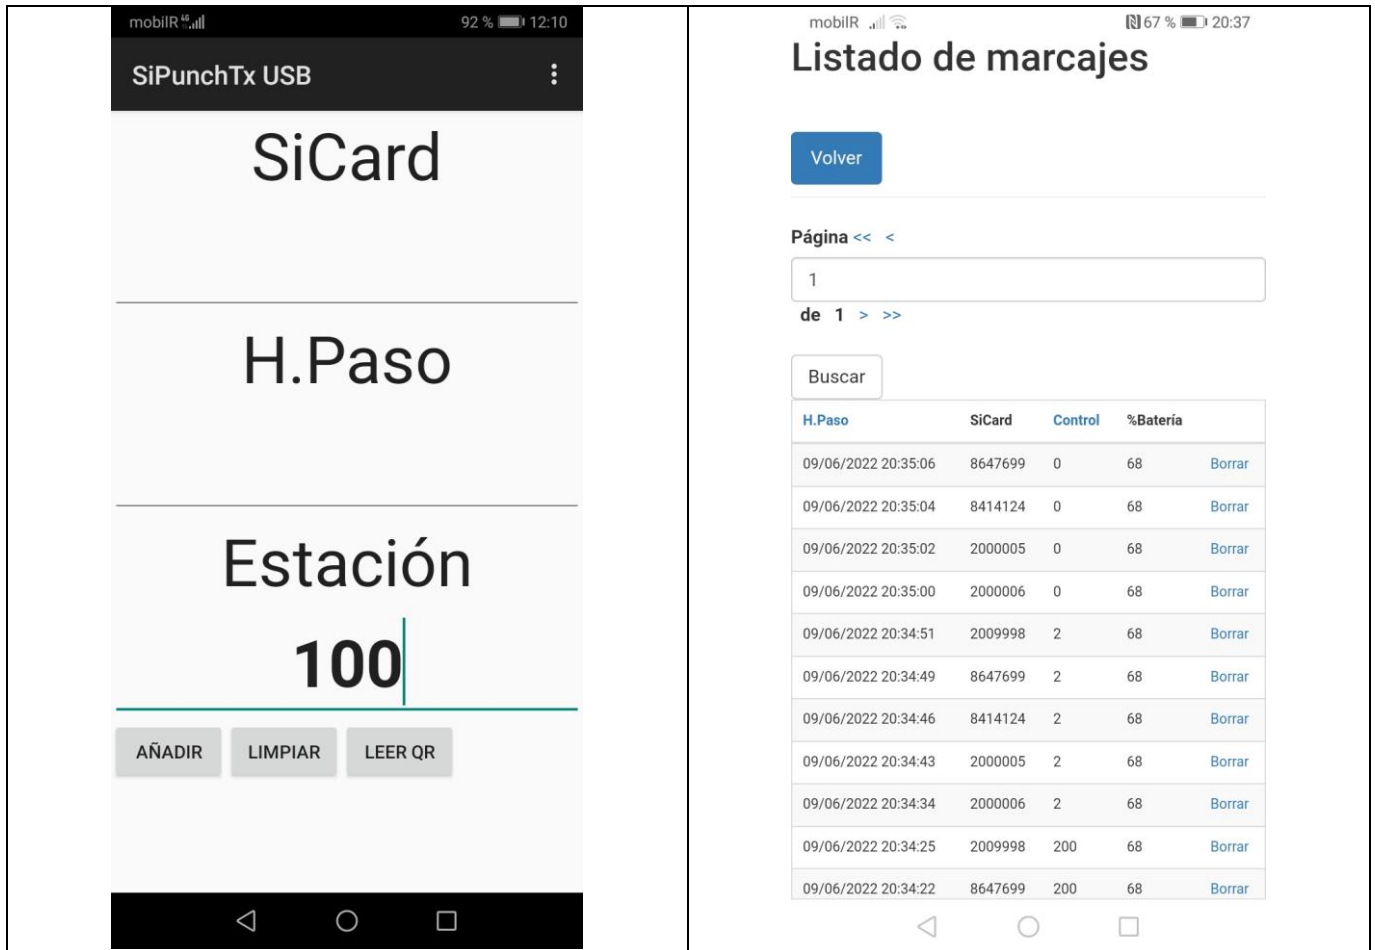 mobilR 4G 92 % 12:10
SiPunchTx USB
SiCard
H.Paso
Estación
100
AÑADIR LIMPIAR LEER QR
mobilR 67 % 20:37
Listado de marcajes
Volver
Página << <
1
de 1 > >>
Buscar
H.Paso SiCard Control %Batería
09/06/2022 20:35:06 8647699 0 68 Borrar
09/06/2022 20:35:04 8414124 0 68 Borrar
09/06/2022 20:35:02 2000005 0 68 Borrar
09/06/2022 20:35:00 2000006 0 68 Borrar
09/06/2022 20:34:51 2009998 2 68 Borrar
09/06/2022 20:34:49 8647699 2 68 Borrar
09/06/2022 20:34:46 8414124 2 68 Borrar
09/06/2022 20:34:43 2000005 2 68 Borrar
09/06/2022 20:34:34 2000006 2 68 Borrar
09/06/2022 20:34:25 2009998 200 68 Borrar
09/06/2022 20:34:22 8647699 200 68 Borrar